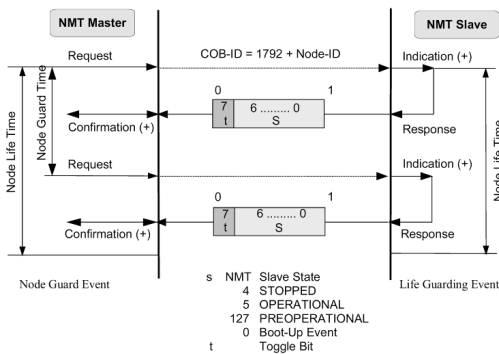 NMT Master
NMT Slave
Request
COB-ID = 1792 + Node-ID
Indication (+)
0 1
7 6 ......... 0
t S
Confirmation (+)
Response
Node Life Time
Node Guard Time
Node Life Time
Request
Indication (+)
0 1
7 6 ......... 0
t S
Confirmation (+)
Response
Node Guard Event
Life Guarding Event
s NMT Slave State
4 STOPPED
5 OPERATIONAL
127 PREOPERATIONAL
0 Boot-Up Event
t Toggle Bit